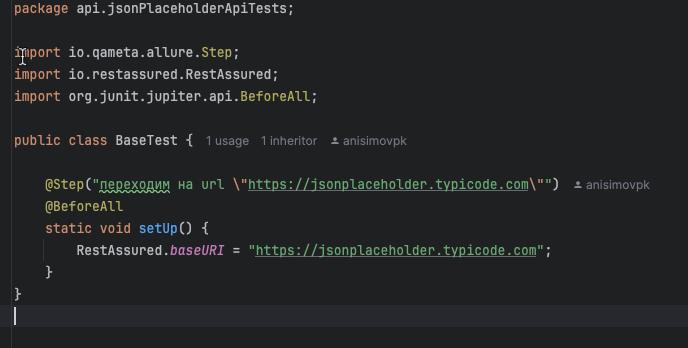 package api.jsonPlaceholderApiTests;
import io.qameta.allure.Step;
import io.restassured.RestAssured;
import org.junit.jupiter.api.BeforeAll;
public class BaseTest { 1 usage 1 inheritor anisimovpk
@Step("переходим на url \"https://jsonplaceholder.typicode.com\"") anisimovpk
@BeforeAll
static void setUp() {
RestAssured.baseURI = "https://jsonplaceholder.typicode.com";
}
}